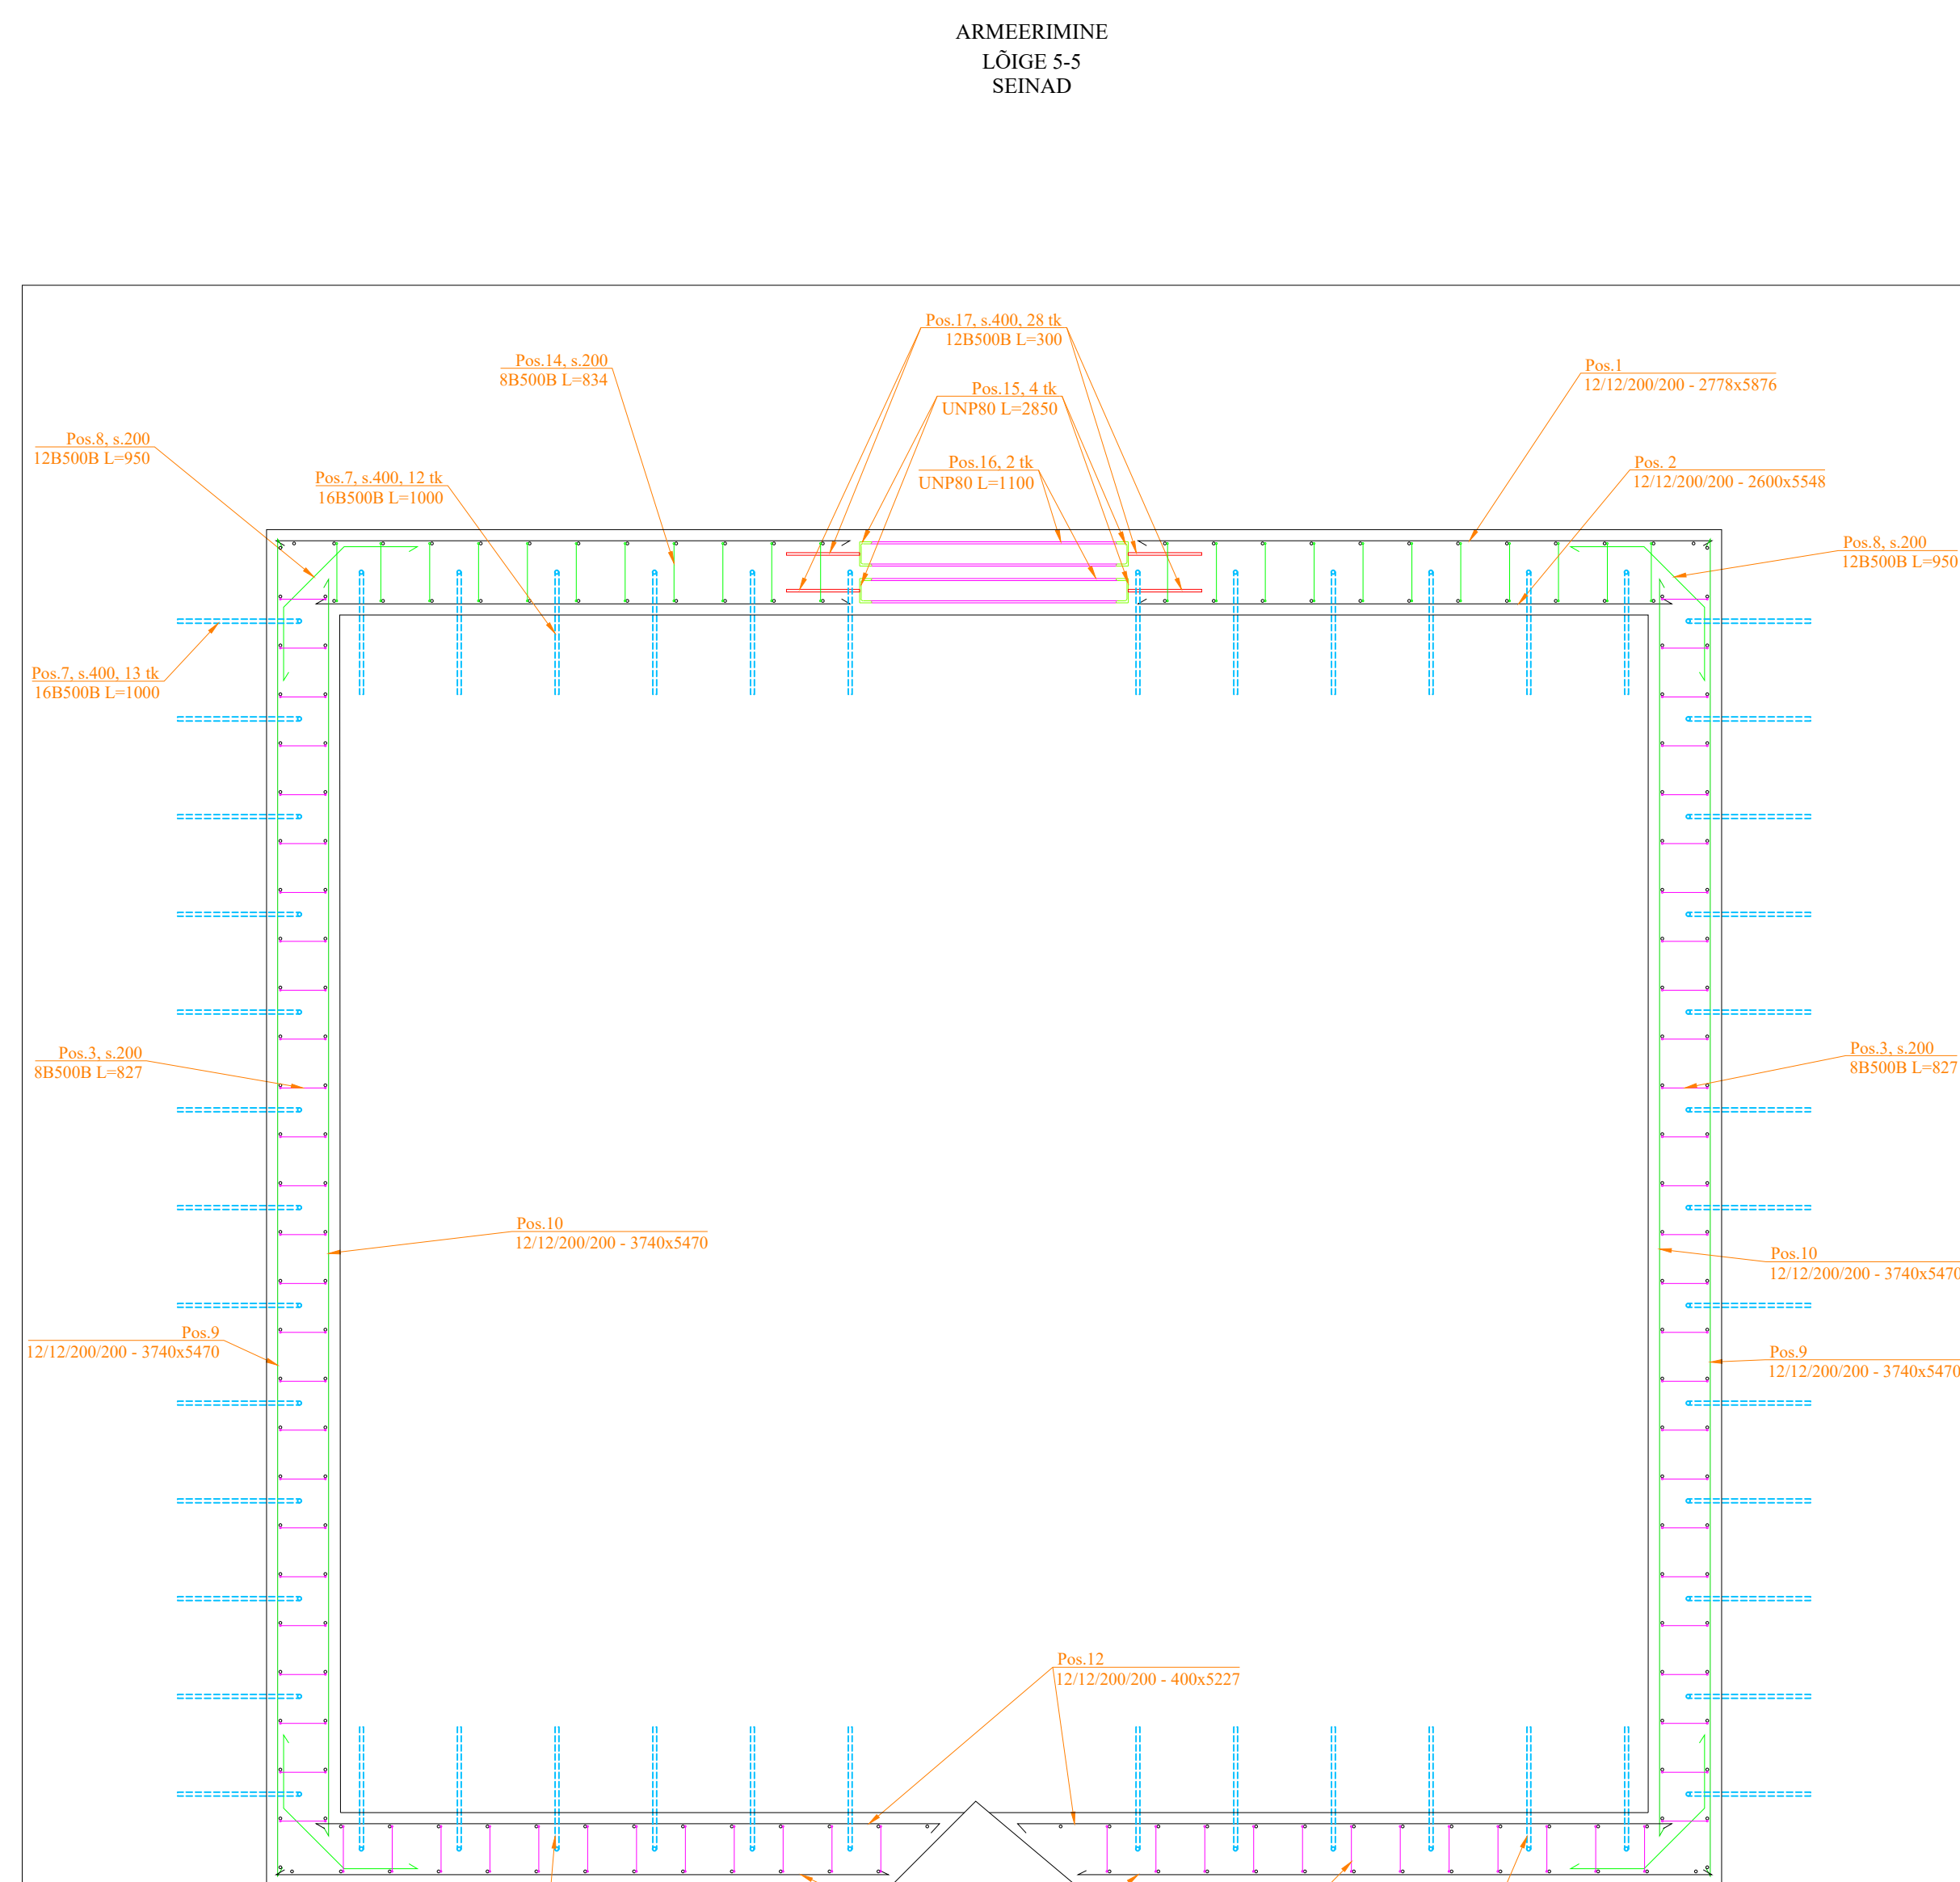 ARMEERIMINE
LÕIGE 5-5
SEINAD
Pos.17, s.400, 28 tk
12B500B L=300
Pos.14, s.200
8B500B L=834
Pos.1
12/12/200/200 - 2778x5876
Pos.15, 4 tk
UNP80 L=2850
Pos.8, s.200
12B500B L=950
Pos.7, s.400, 12 tk
16B500B L=1000
Pos.16, 2 tk
UNP80 L=1100
Pos. 2
12/12/200/200 - 2600x5548
Pos.8, s.200
12B500B L=950
Pos.7, s.400, 13 tk
16B500B L=1000
Pos.3, s.200
8B500B L=827
Pos.3, s.200
8B500B L=827
Pos.10
12/12/200/200 - 3740x5470
Pos.10
12/12/200/200 - 3740x5470
Pos.9
12/12/200/200 - 3740x5470
Pos.9
12/12/200/200 - 3740x5470
Pos.12
12/12/200/200 - 400x5227